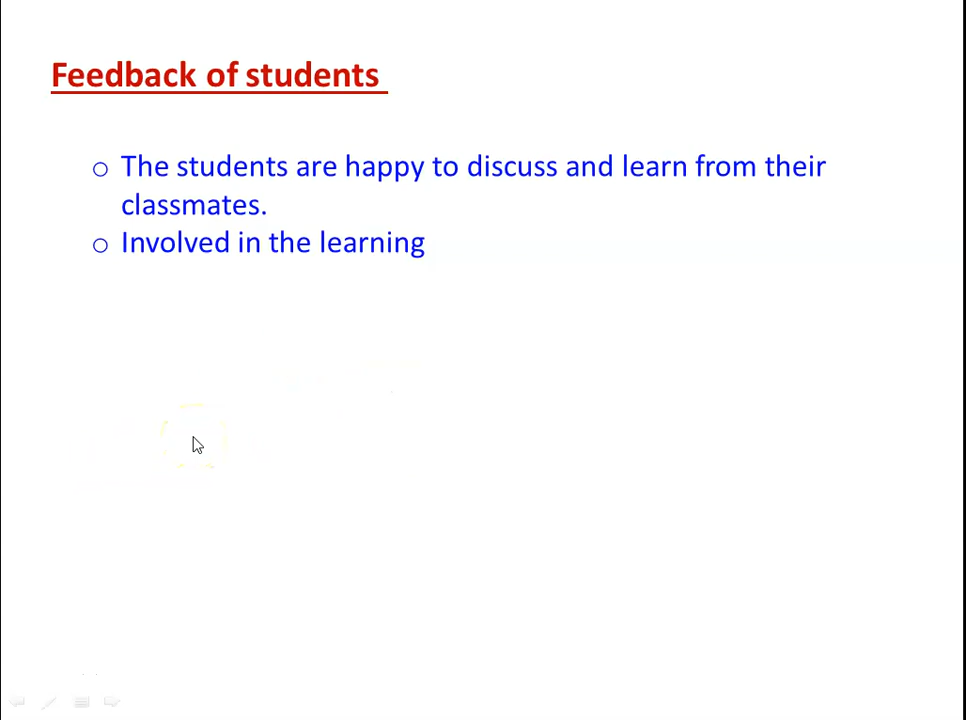 Feedback of students
o The students are happy to discuss and learn from their
classmates.
o Involved in the learning